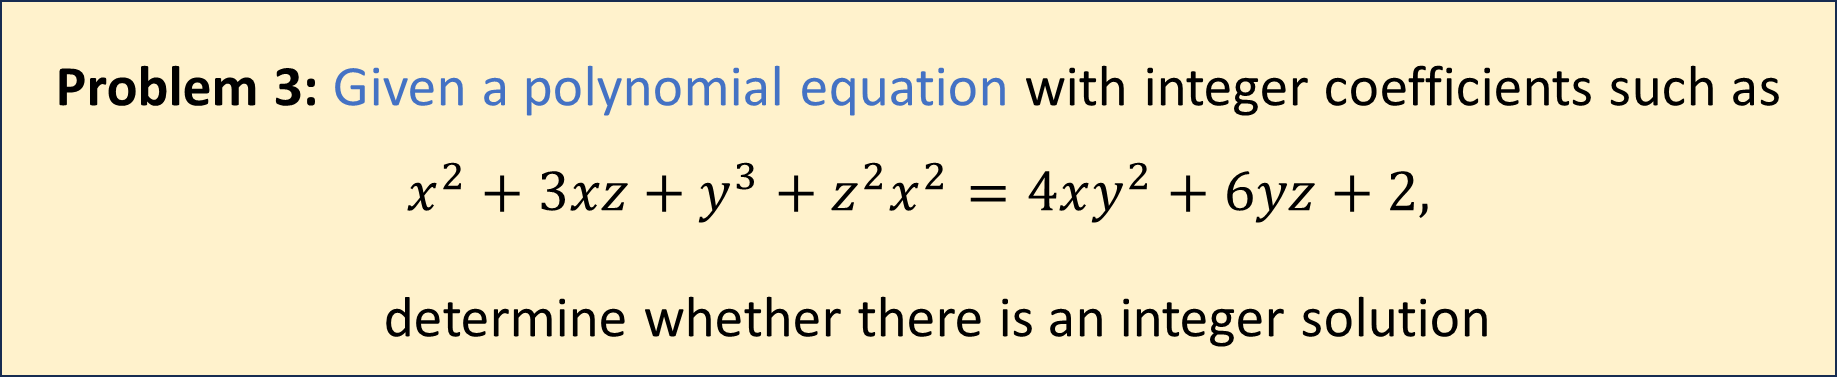 Problem 3: Given a polynomial equation with integer coefficients such as
x² + 3xz + y³ + z²x² = 4xy² + 6yz + 2,
determine whether there is an integer solution